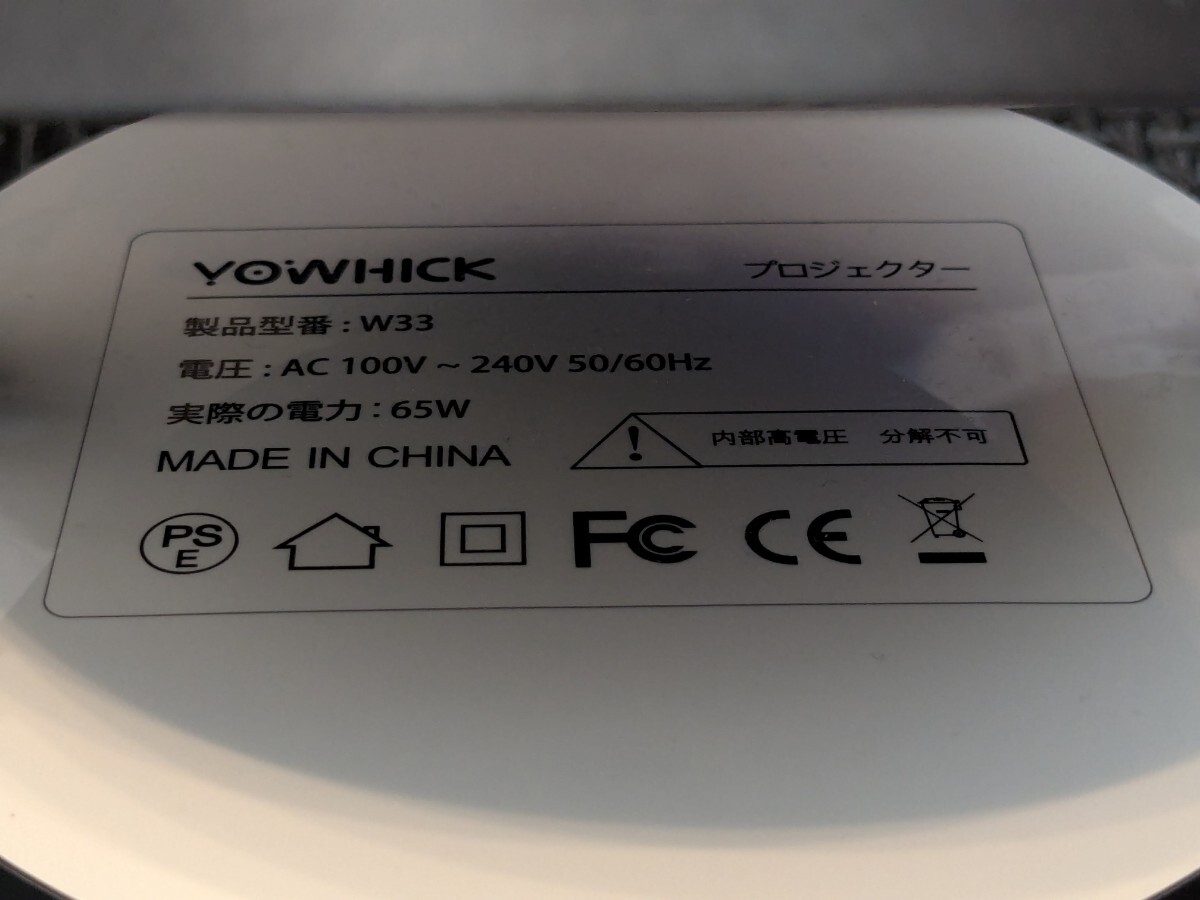 YOWHICK プロジェクター
製品型番 : W33
電圧 : AC 100V ~ 240V 50/60Hz
実際の電力 : 65W
MADE IN CHINA
! 内部高電圧 分解不可
PS
E
FC CE